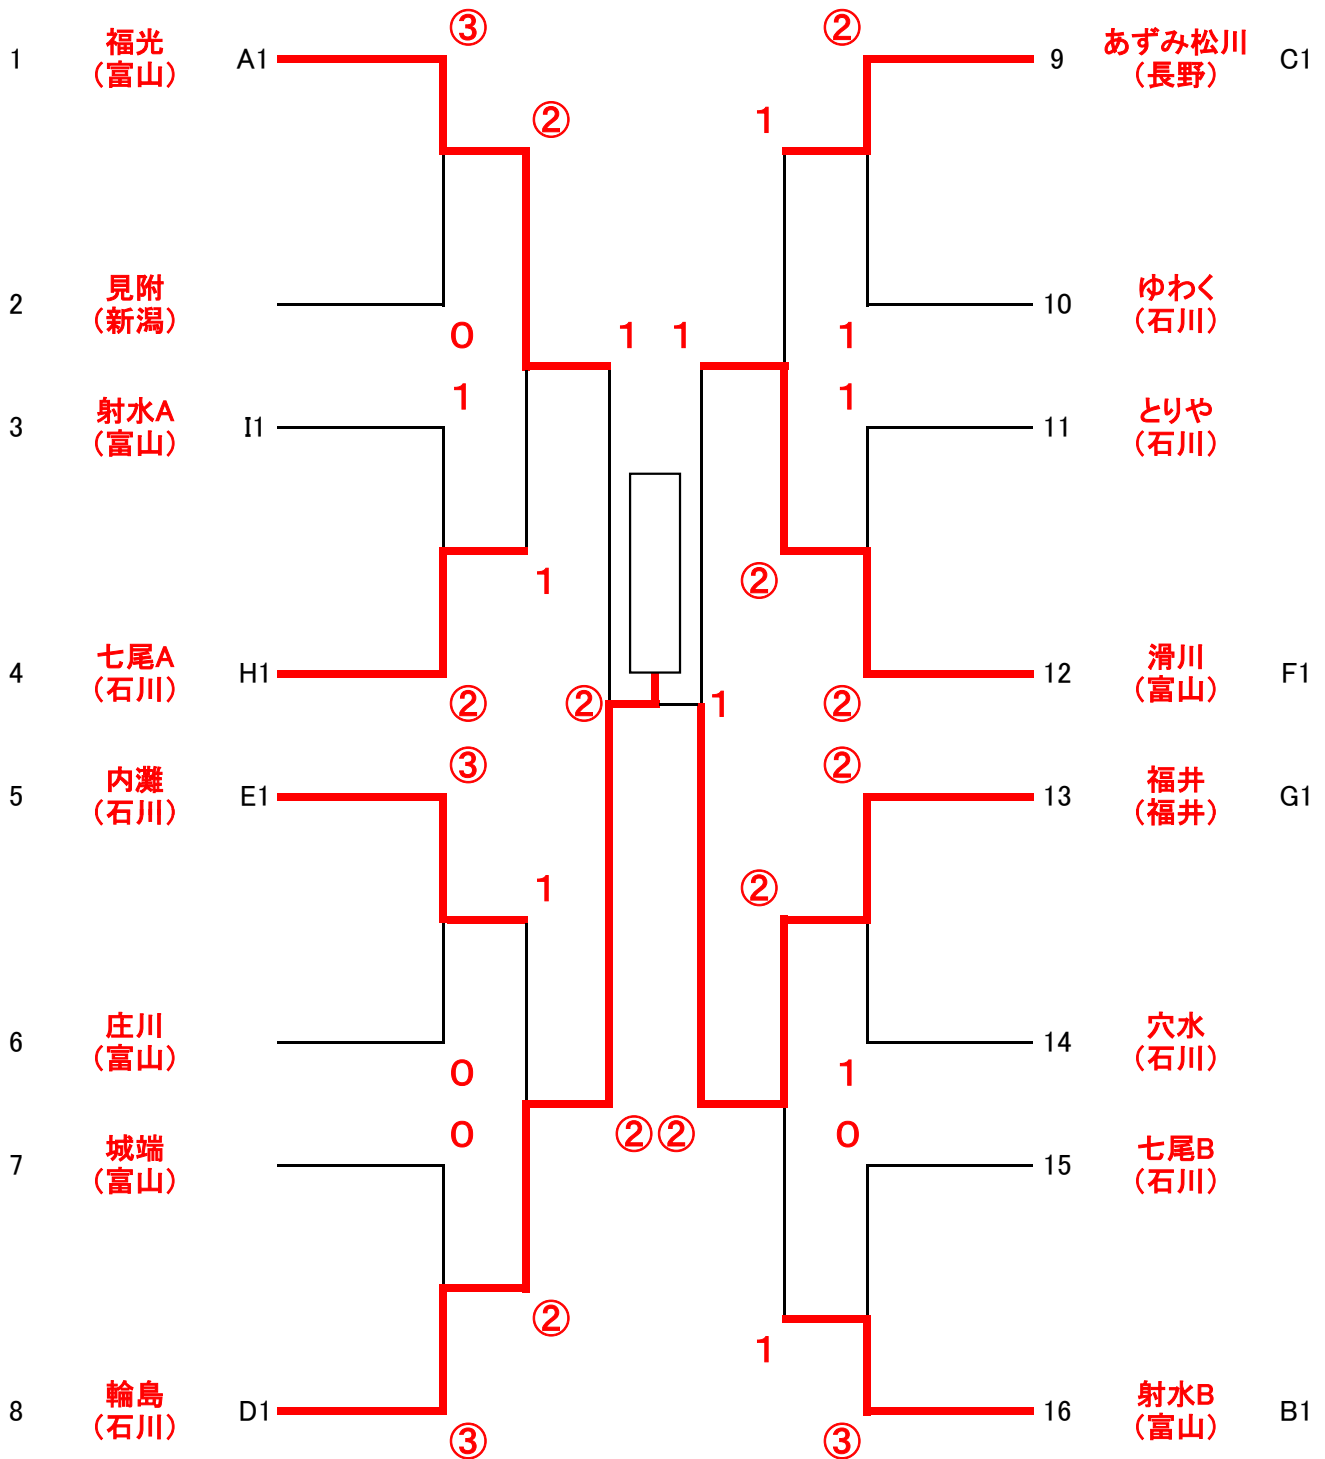 ③ ②
1 福光 A1 9 あずみ松川 C1
（富山） （長野）
② 1
2 見附 10 ゆわく
（新潟） （石川）
0 1 1 1
1 1
3 射水A I1 11 とりや
（富山） （石川）
1 ②
4 七尾A H1 12 滑川 F1
（石川） （富山）
② ② 1 ②
③ ②
5 内灘 E1 13 福井 G1
（石川） （福井）
1 ②
6 庄川 14 穴水
（富山） （石川）
0 1
0 ② ② 0
7 城端 15 七尾B
（富山） （石川）
② 1
8 輪島 D1 16 射水B B1
（石川） （富山）
③ ③